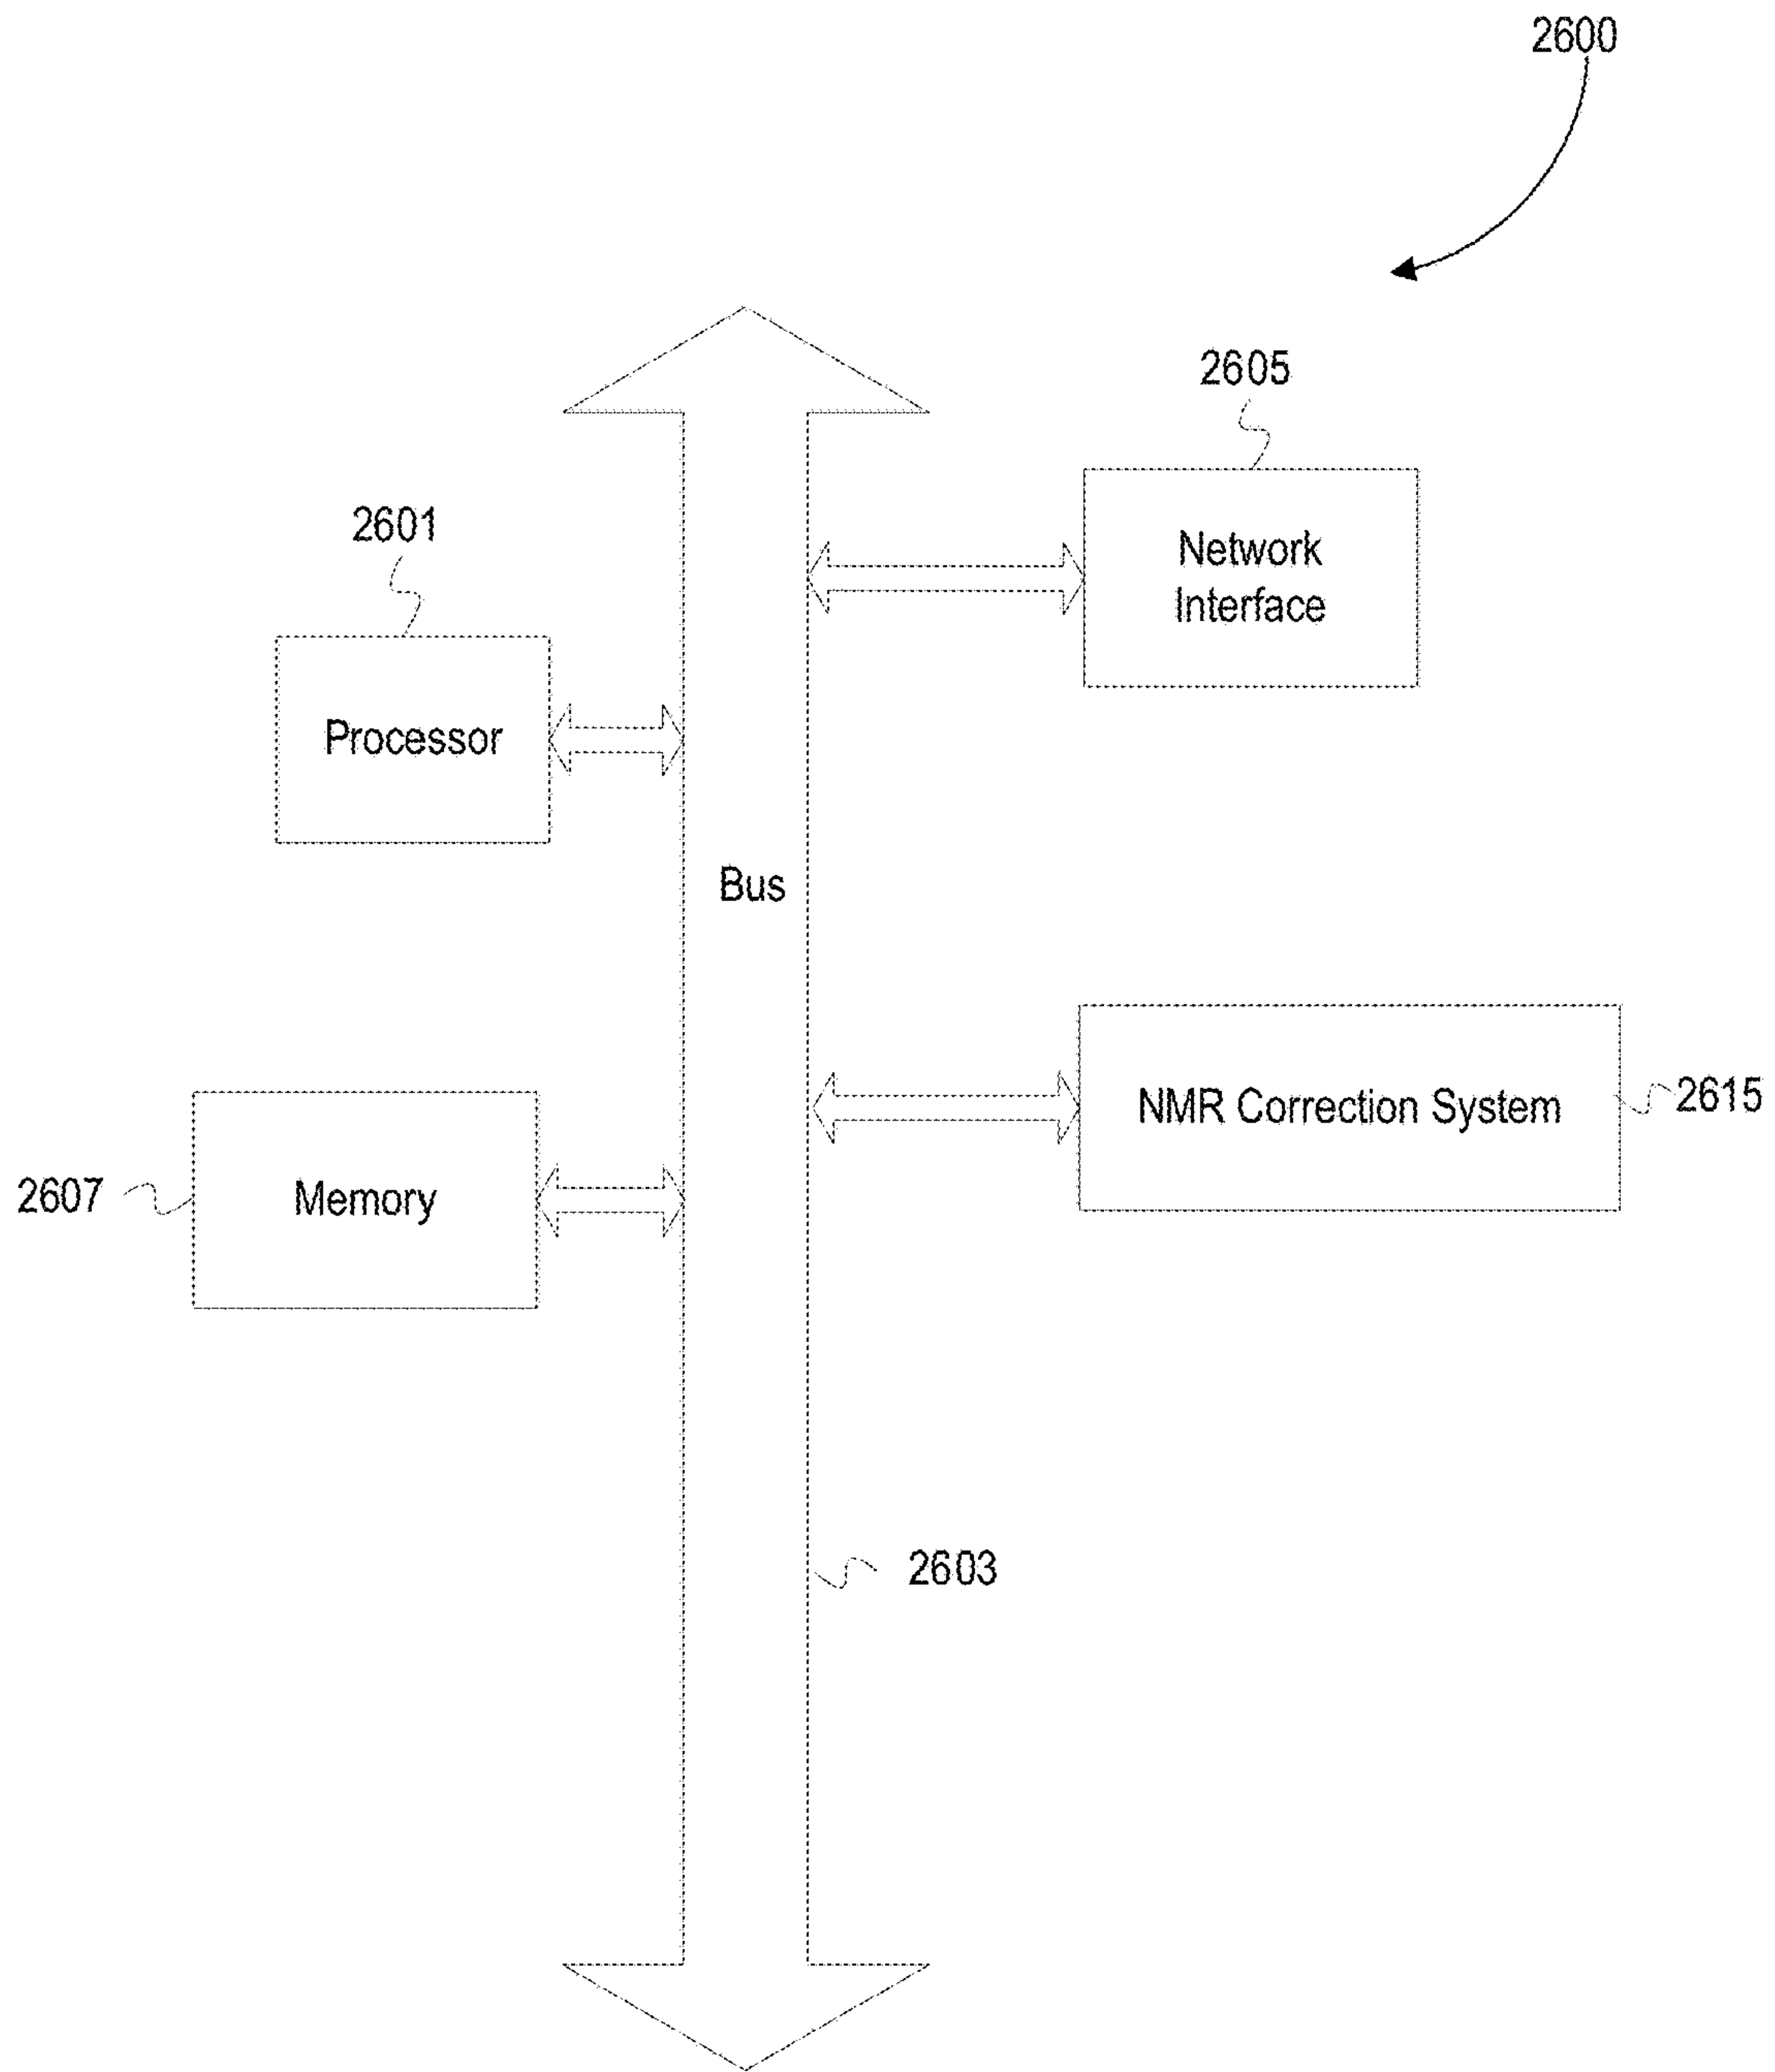 2600
2605
Network
Interface
2601
Processor
Bus
NMR Correction System
2615
2607
Memory
2603